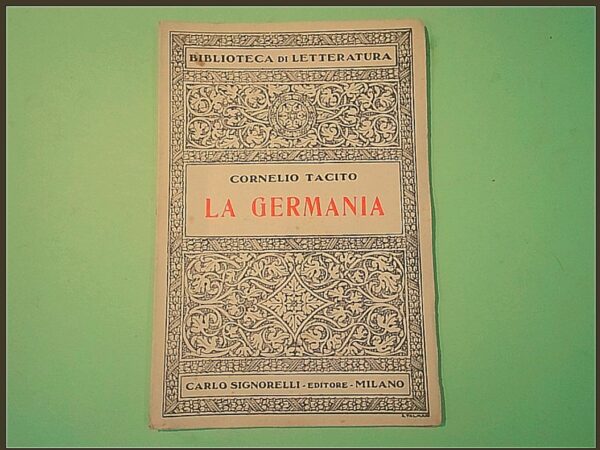 BIBLIOTECA DI LETTERATURA
CORNELIO TACITO
LA GERMANIA
CARLO SIGNORELLI - EDITORE - MILANO